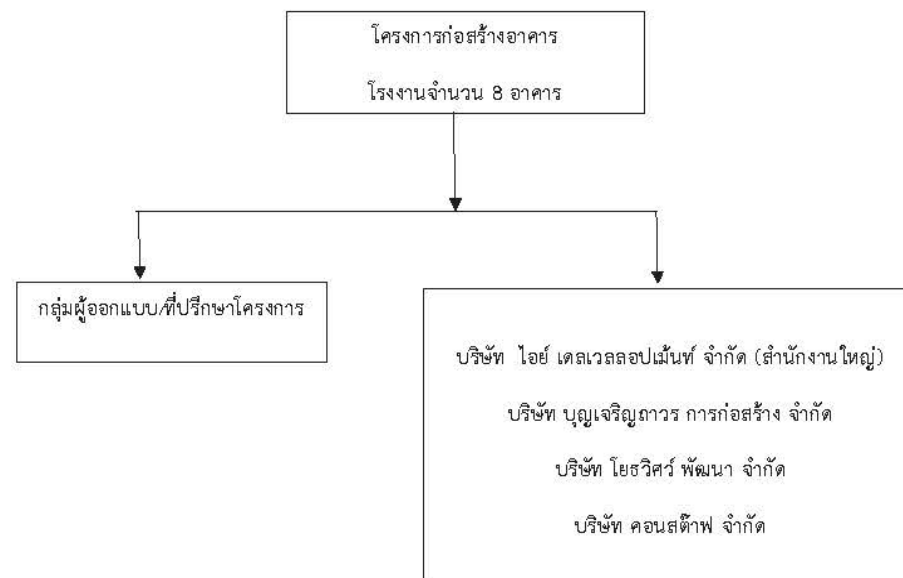 โครงการก่อสร้างอาคาร
โรงงานจำนวน 8 อาคาร
กลุ่มผู้ออกแบบ/ที่ปรึกษาโครงการ
บริษัท ไอย์ เดลเวลลอปเม้นท์ จำกัด (สำนักงานใหญ่)
บริษัท บุญเจริญถาวร การก่อสร้าง จำกัด
บริษัท โยธวิศว์ พัฒนา จำกัด
บริษัท คอนสต๊าฟ จำกัด